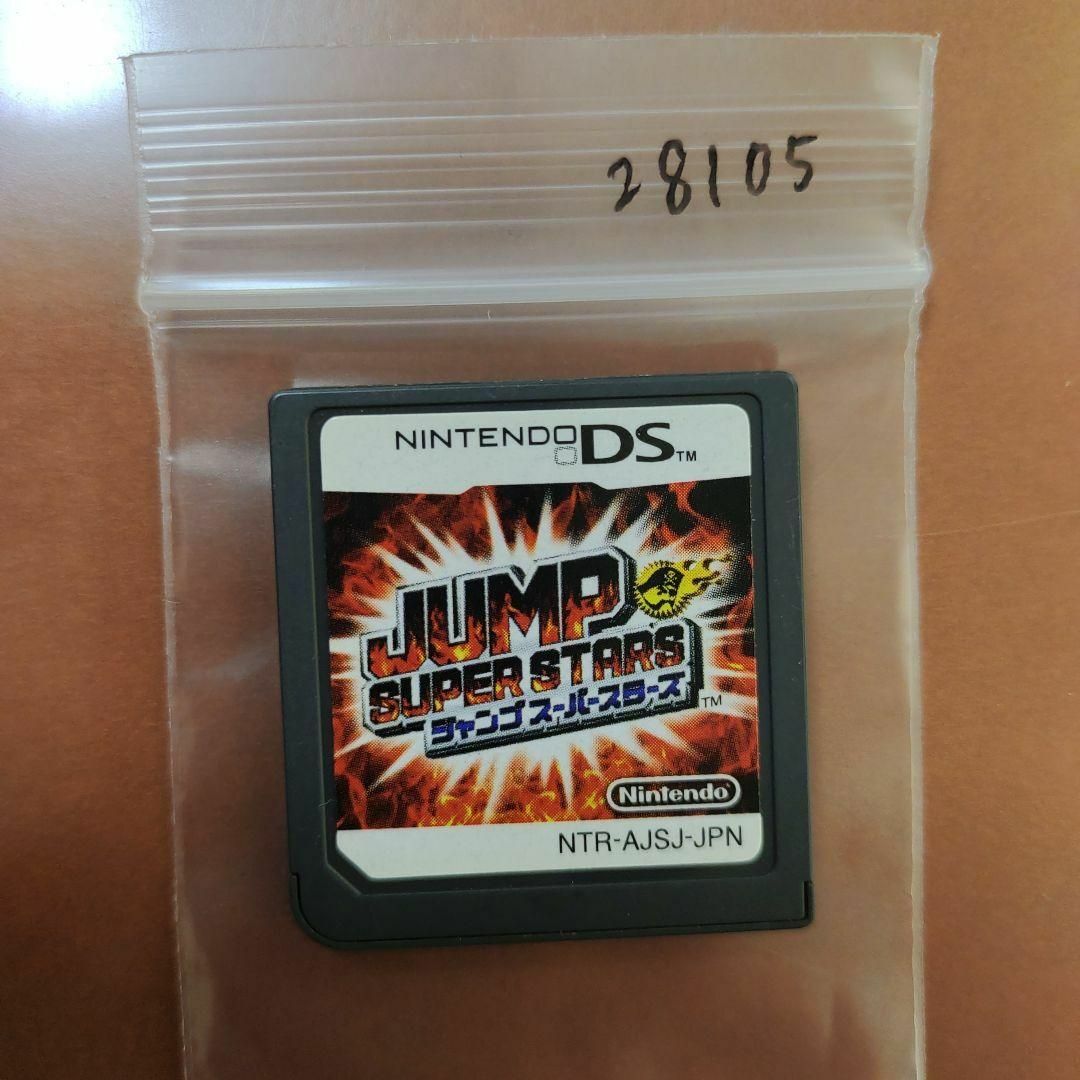 28105
NINTENDO DS™
JUMP
SUPER STARS
ジャンプ スーパースターズ
TM
Nintendo
NTR-AJSJ-JPN